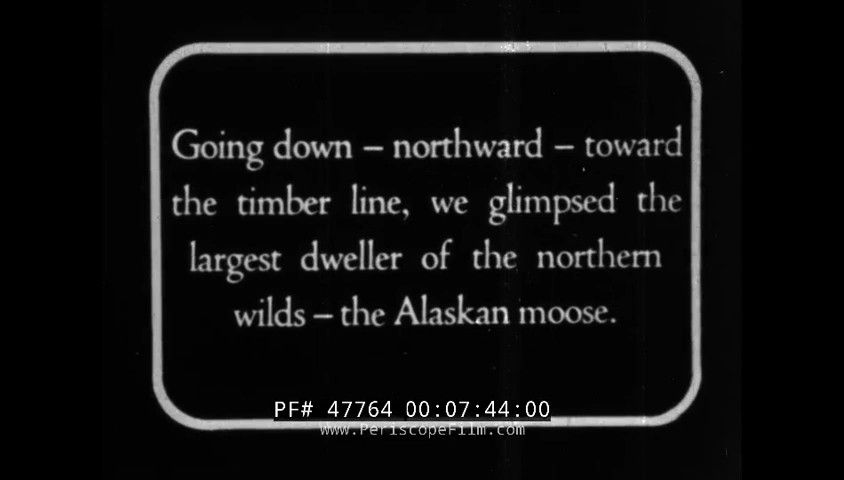 Going down – northward – toward
the timber line, we glimpsed the
largest dweller of the northern
wilds – the Alaskan moose.
PF# 47764 00:07:44:00
www.PeriscopeFilm.com